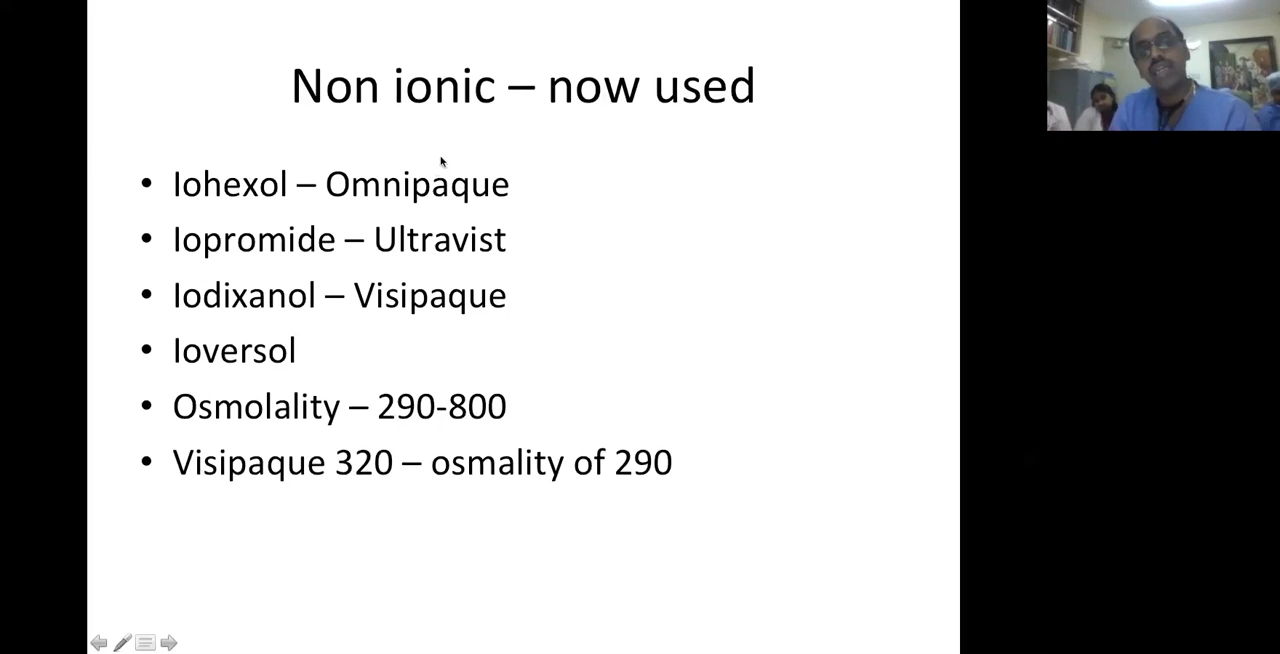 Non ionic – now used
• Iohexol – Omnipaque
• Iopromide – Ultravist
• Iodixanol – Visipaque
• Ioversol
• Osmolality – 290-800
• Visipaque 320 – osmality of 290